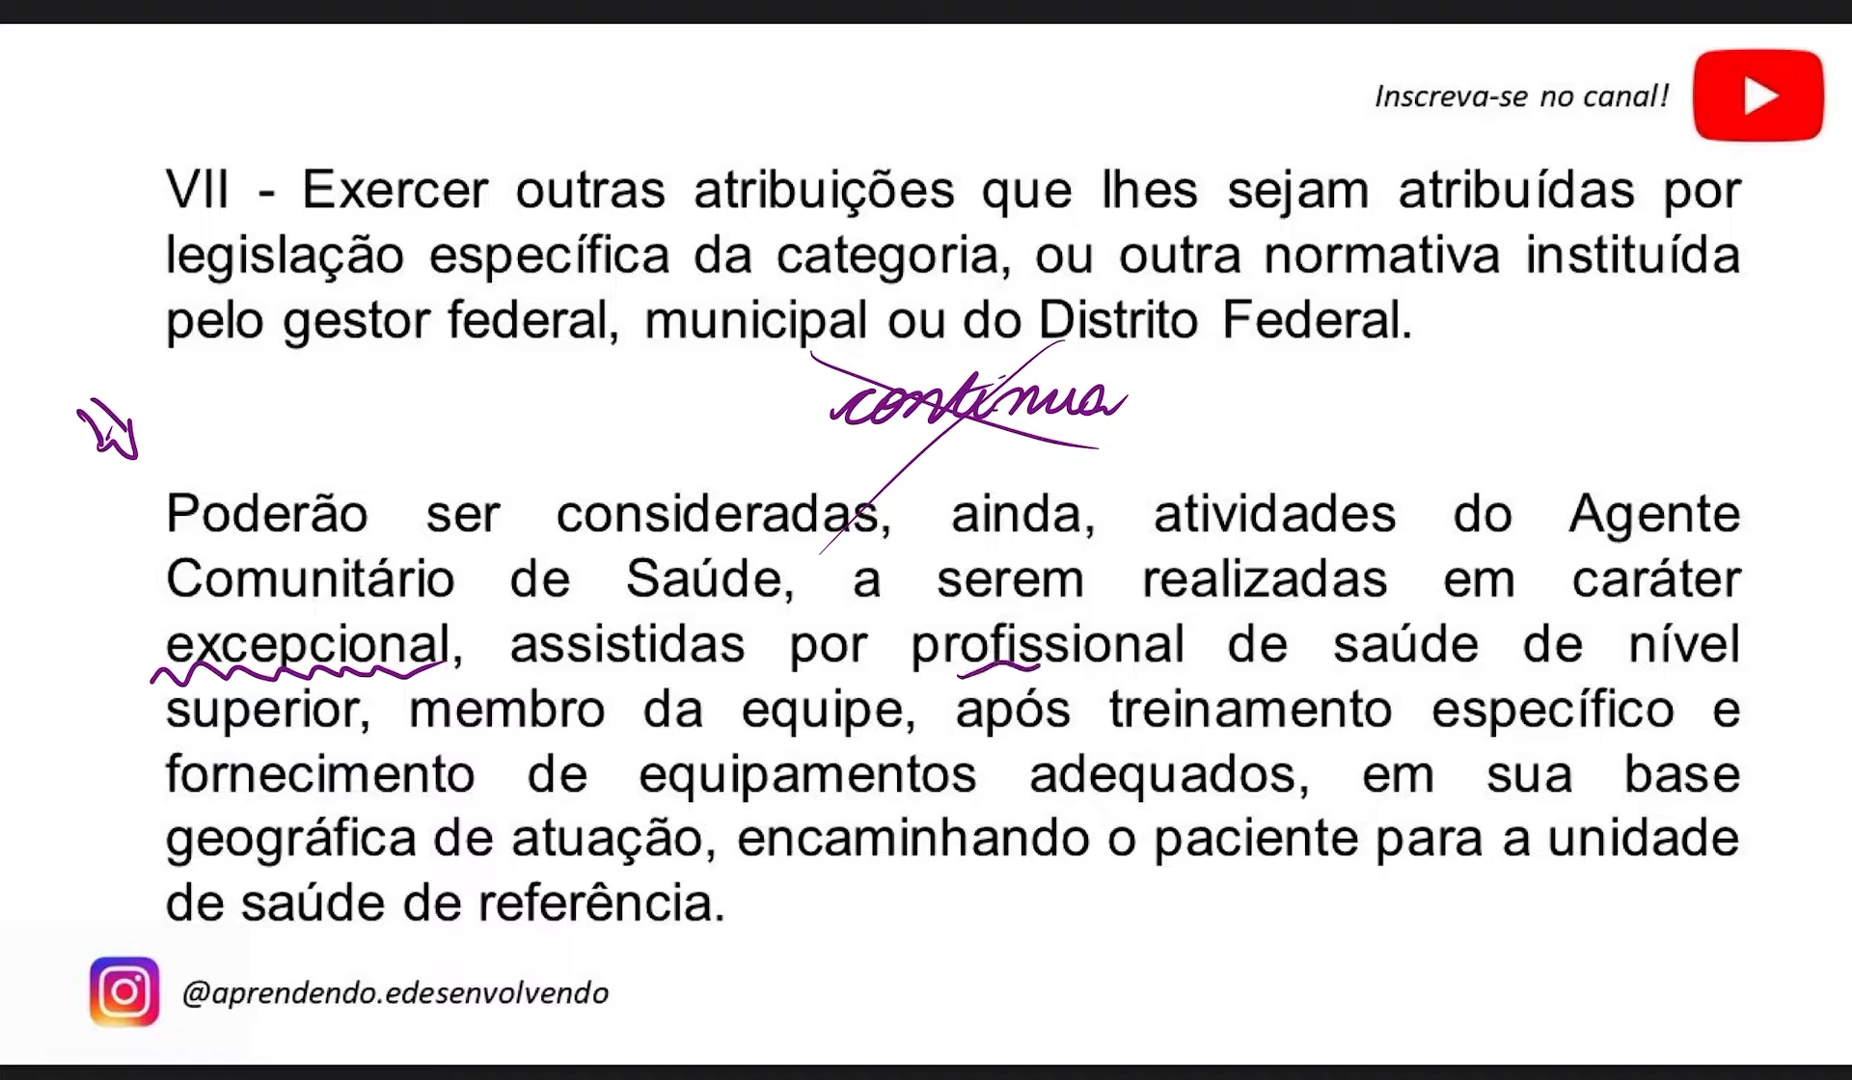 Inscreva-se no canal!
VII - Exercer outras atribuições que lhes sejam atribuídas por
legislação específica da categoria, ou outra normativa instituída
pelo gestor federal, municipal ou do Distrito Federal.
continua
Poderão ser consideradas, ainda, atividades do Agente
Comunitário de Saúde, a serem realizadas em caráter
excepcional, assistidas por profissional de saúde de nível
superior, membro da equipe, após treinamento específico e
fornecimento de equipamentos adequados, em sua base
geográfica de atuação, encaminhando o paciente para a unidade
de saúde de referência.
@aprendendo.edesenvolvendo